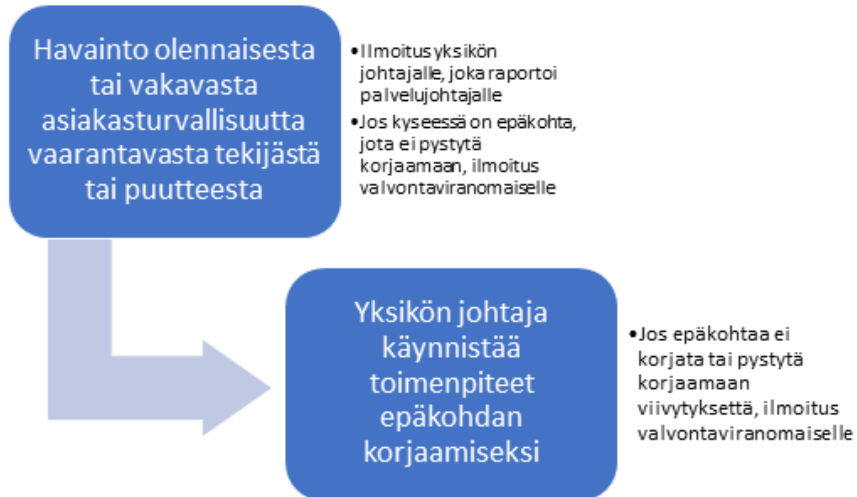 Havainto olennaisesta
tai vakavasta
asiakasturvallisuutta
vaarantavasta tekijästä
tai puutteesta
•Ilmoitus yksikön
johtajalle, joka raportoi
palvelujohtajalle
•Jos kyseessä on epäkohta,
jota ei pystytä
korjaamaan, ilmoitus
valvontaviranomaiselle
Yksikön johtaja
käynnistää
toimenpiteet
epäkohdan
korjaamiseksi
•Jos epäkohtaa ei
korjata tai pystytä
korjaamaan
viivytyksettä, ilmoitus
valvontaviranomaiselle